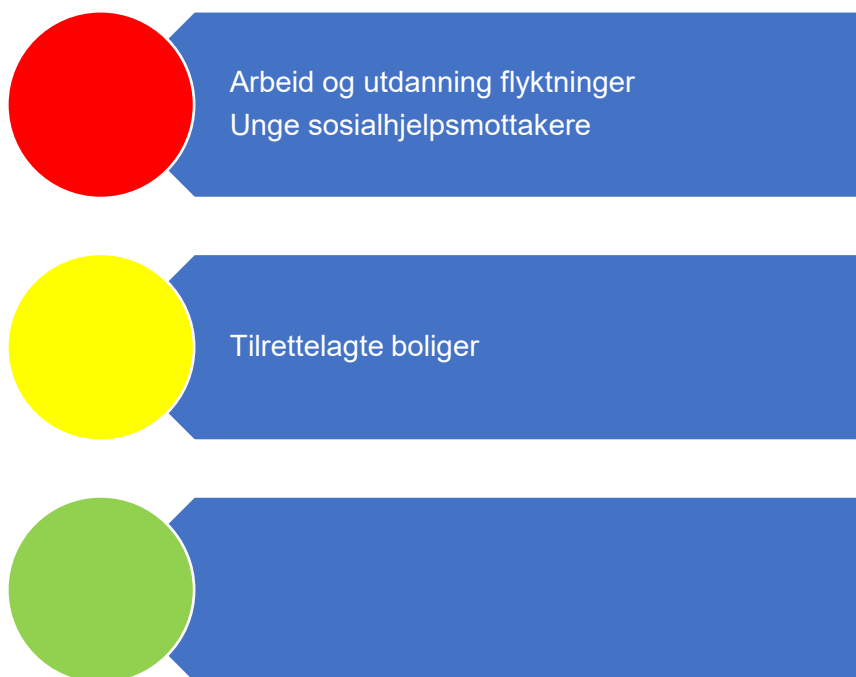 Arbeid og utdanning flyktninger
Unge sosialhjelpsmottakere
Tilrettelagte boliger